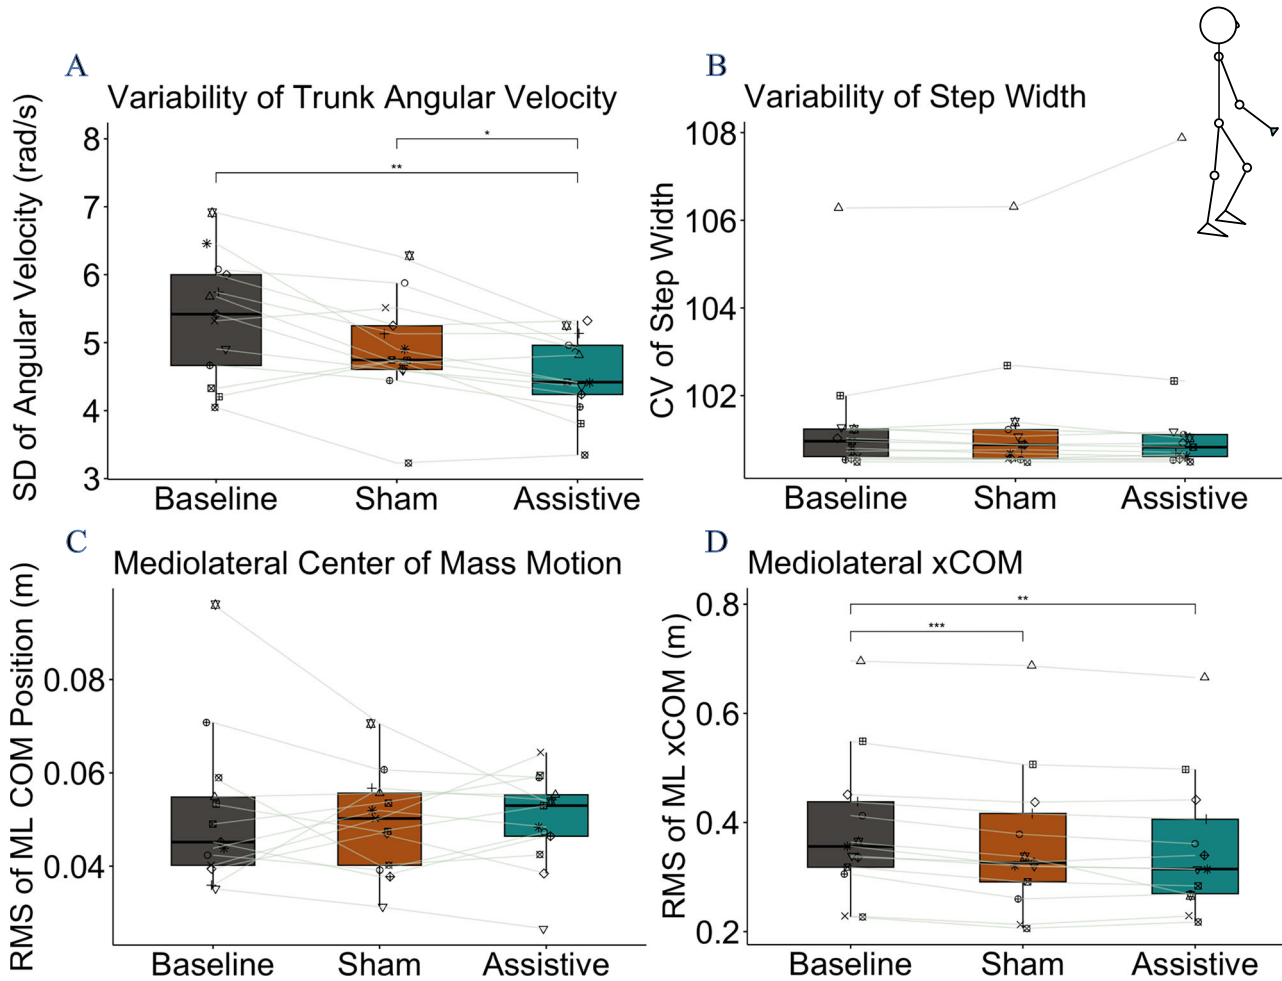 A
Variability of Trunk Angular Velocity
SD of Angular Velocity (rad/s)
8
7
6
5
4
3
*
**
Baseline
Sham
Assistive
B
Variability of Step Width
CV of Step Width
108
106
104
102
Baseline
Sham
Assistive
C
Mediolateral Center of Mass Motion
RMS of ML COM Position (m)
0.08
0.06
0.04
Baseline
Sham
Assistive
D
Mediolateral xCOM
RMS of ML xCOM (m)
0.8
0.6
0.4
0.2
**
***
Baseline
Sham
Assistive